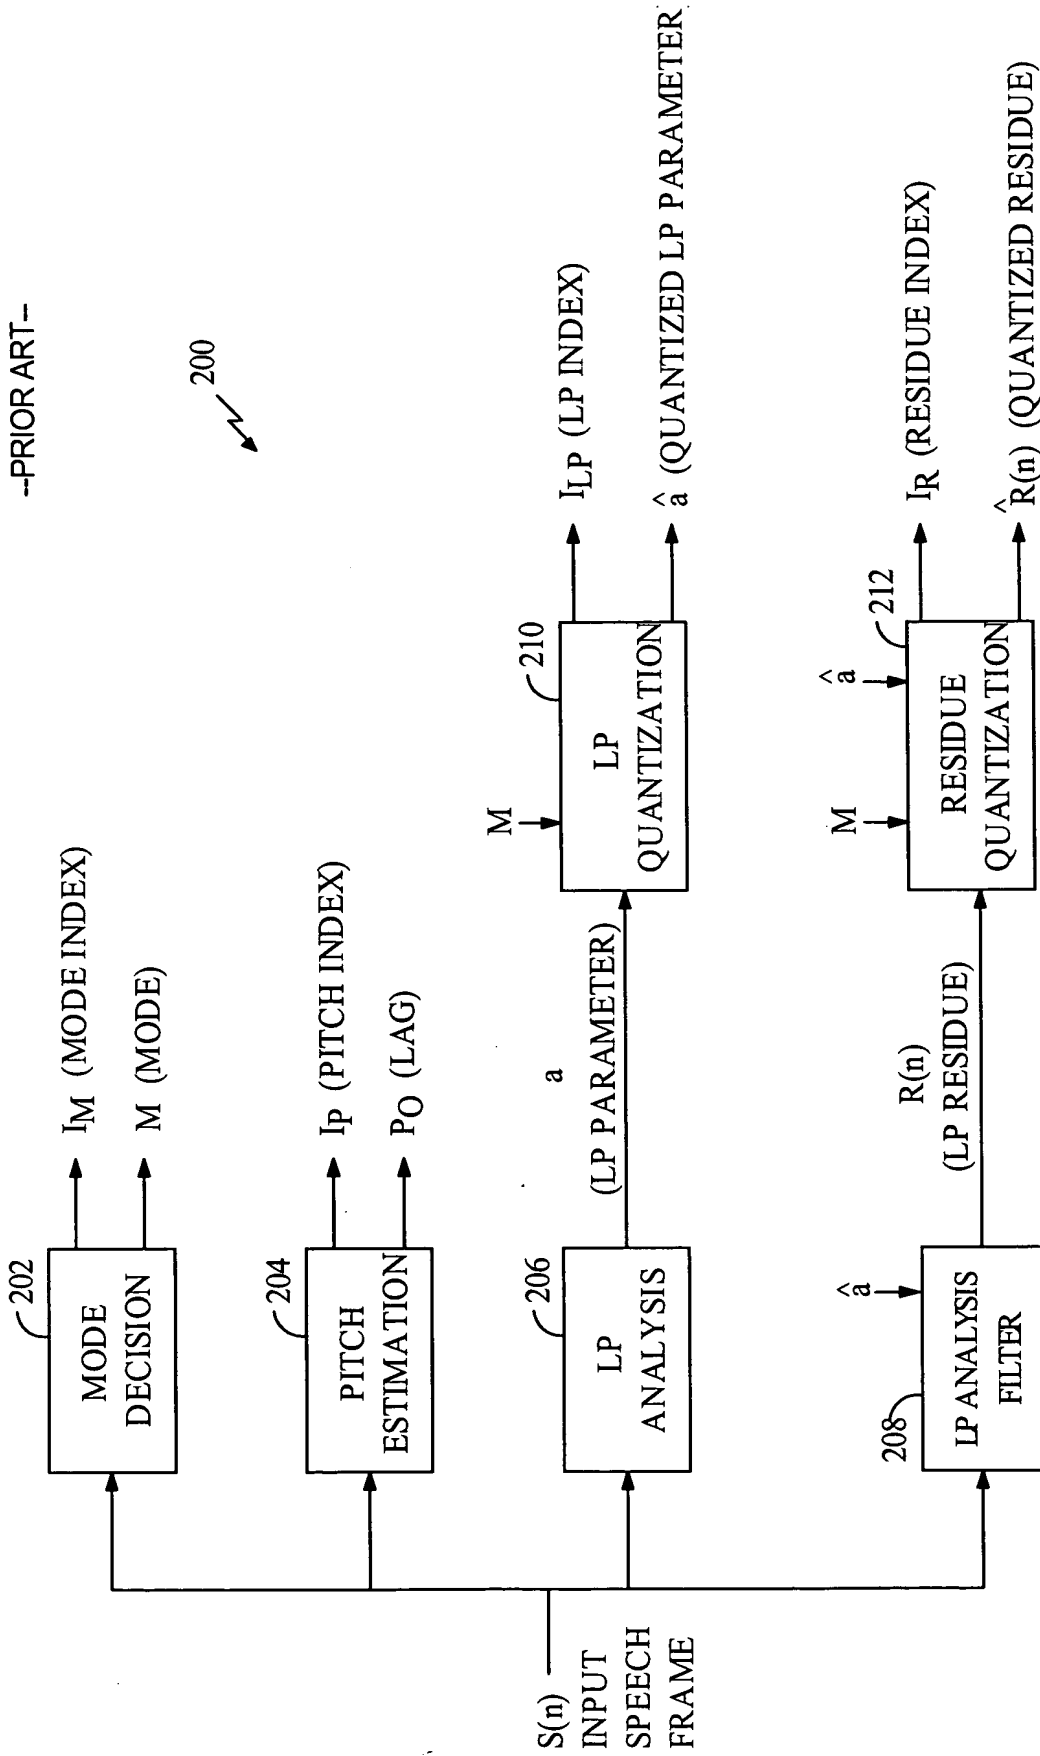 --PRIOR ART--
200
202
MODE
DECISION
I_M (MODE INDEX)
M (MODE)
204
PITCH
ESTIMATION
I_P (PITCH INDEX)
P_O (LAG)
S(n)
INPUT
SPEECH
FRAME
206
LP
ANALYSIS
a
(LP PARAMETER)
M
210
LP
QUANTIZATION
I_LP (LP INDEX)
â (QUANTIZED LP PARAMETER)
208
â
LP ANALYSIS
FILTER
R(n)
(LP RESIDUE)
M
â
212
RESIDUE
QUANTIZATION
I_R (RESIDUE INDEX)
R̂(n) (QUANTIZED RESIDUE)